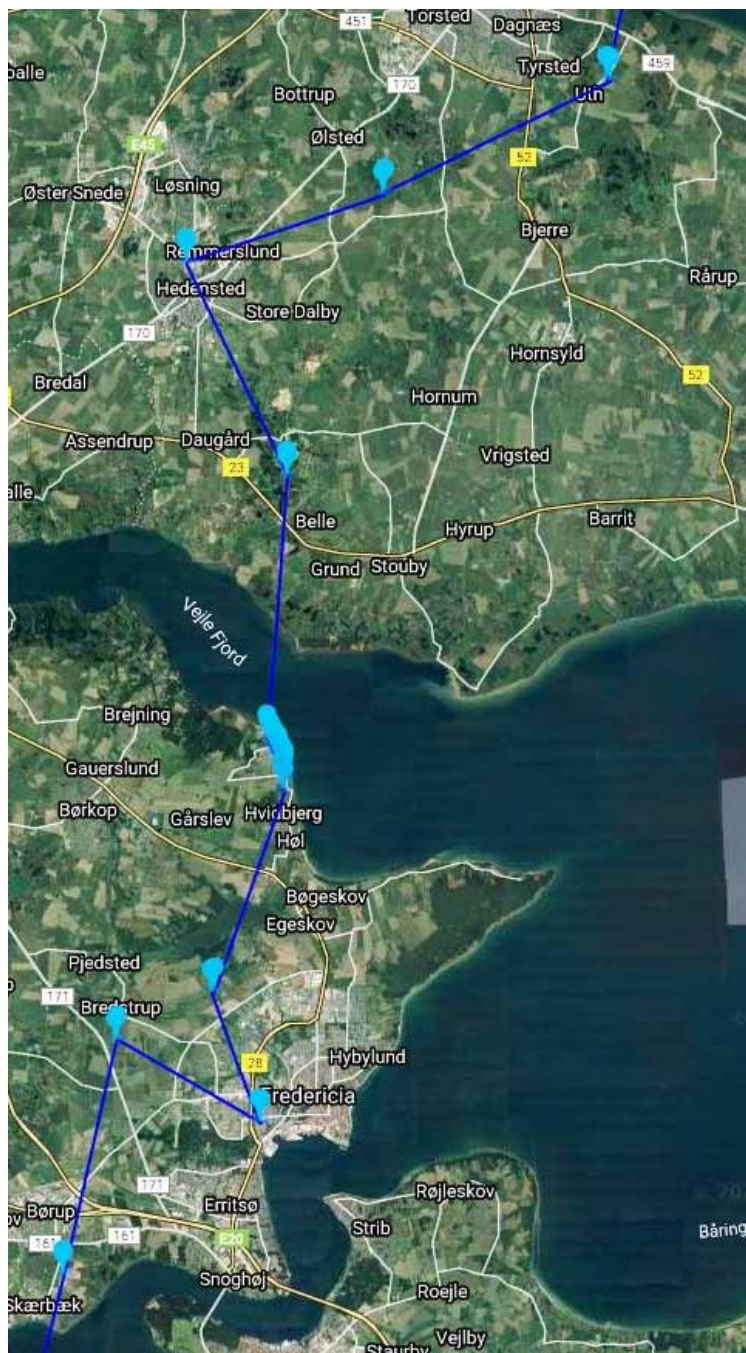 Torsted
451
Dagnæs
459
Tyrsted
170
Uth
Bottrup
Ølsted
E45
52
Løsning
Øster Snede
Bjerre
Remmerslund
Rårup
Hedensted
Store Dalby
170
Hornsyld
52
Bredal
Hornum
Assendrup
Daugård
Vrigsted
23
Belle
Barrit
Hyrup
Grund
Stouby
Vejle Fjord
Brejning
Gauerslund
Børkop
Gårslev
Hvidbjerg
Høl
Bøgeskov
Egeskov
Pjedsted
171
Bredstrup
28
Hybylund
Fredericia
171
Røjleskov
Børup
Erritsø
Strib
Båring
161
161
E20
Snoghøj
Roejle
Skærbæk
Vejlby
Staurby